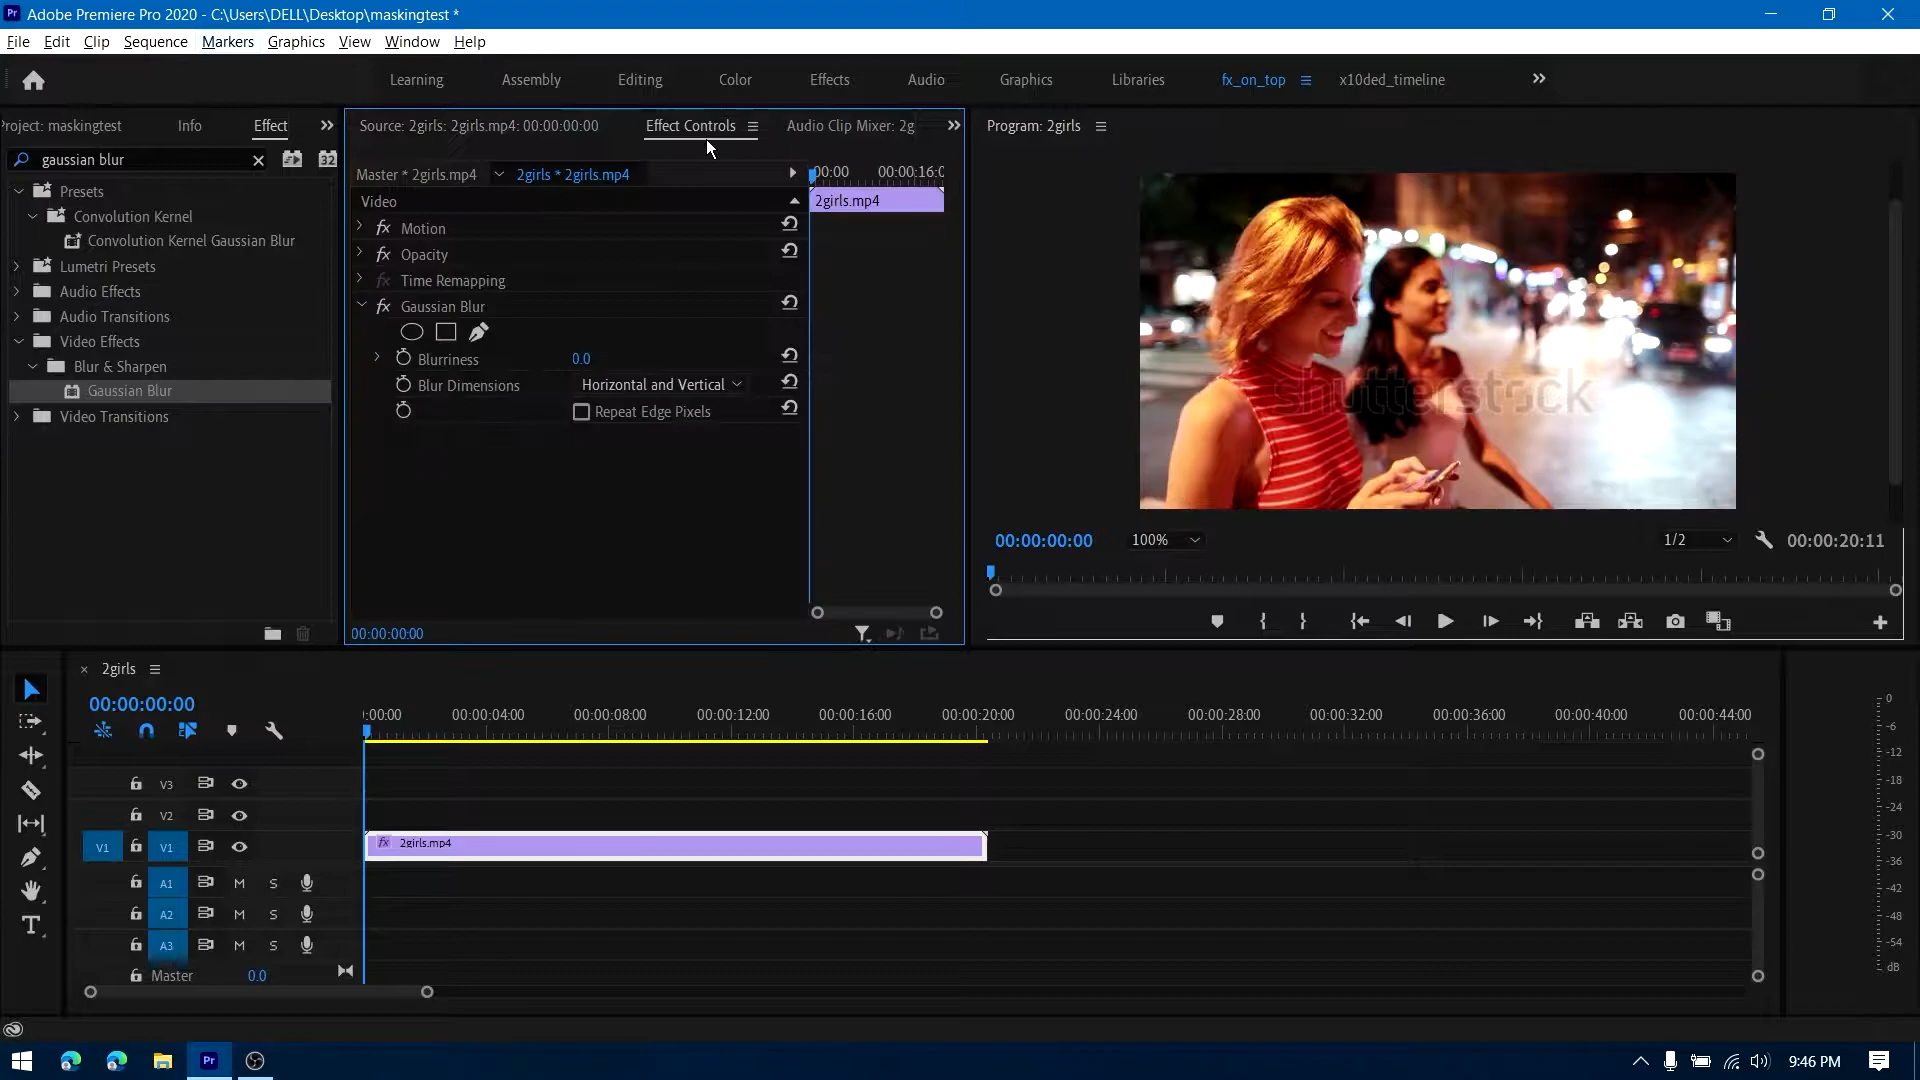 Pr Adobe Premiere Pro 2020 - C:\Users\DELL\Desktop\maskingtest *
File Edit Clip Sequence Markers Graphics View Window Help
Learning Assembly Editing Color Effects Audio Graphics Libraries fx_on_top x10ded_timeline
Project: maskingtest Info Effect
Source: 2girls: 2girls.mp4: 00:00:00:00 Effect Controls Audio Clip Mixer: 2g
Program: 2girls
gaussian blur 32
Presets
Convolution Kernel
Convolution Kernel Gaussian Blur
Lumetri Presets
Audio Effects
Audio Transitions
Video Effects
Blur & Sharpen
Gaussian Blur
Video Transitions
Master * 2girls.mp4 2girls * 2girls.mp4 00:00 00:00:16:0
Video 2girls.mp4
fx Motion
fx Opacity
fx Time Remapping
fx Gaussian Blur
Blurriness 0.0
Blur Dimensions Horizontal and Vertical
Repeat Edge Pixels
00:00:00:00
shutterstock
00:00:00:00 100% 1/2 00:00:20:11
2girls
00:00:00:00
:00:00 00:00:04:00 00:00:08:00 00:00:12:00 00:00:16:00 00:00:20:00 00:00:24:00 00:00:28:00 00:00:32:00 00:00:36:00 00:00:40:00 00:00:44:00
V3
V2
V1 V1 fx 2girls.mp4
A1 M S
A2 M S
A3 M S
Master 0.0
0
-6
-12
-18
-24
-30
-36
-42
-48
-54
dB
Pr 9:46 PM